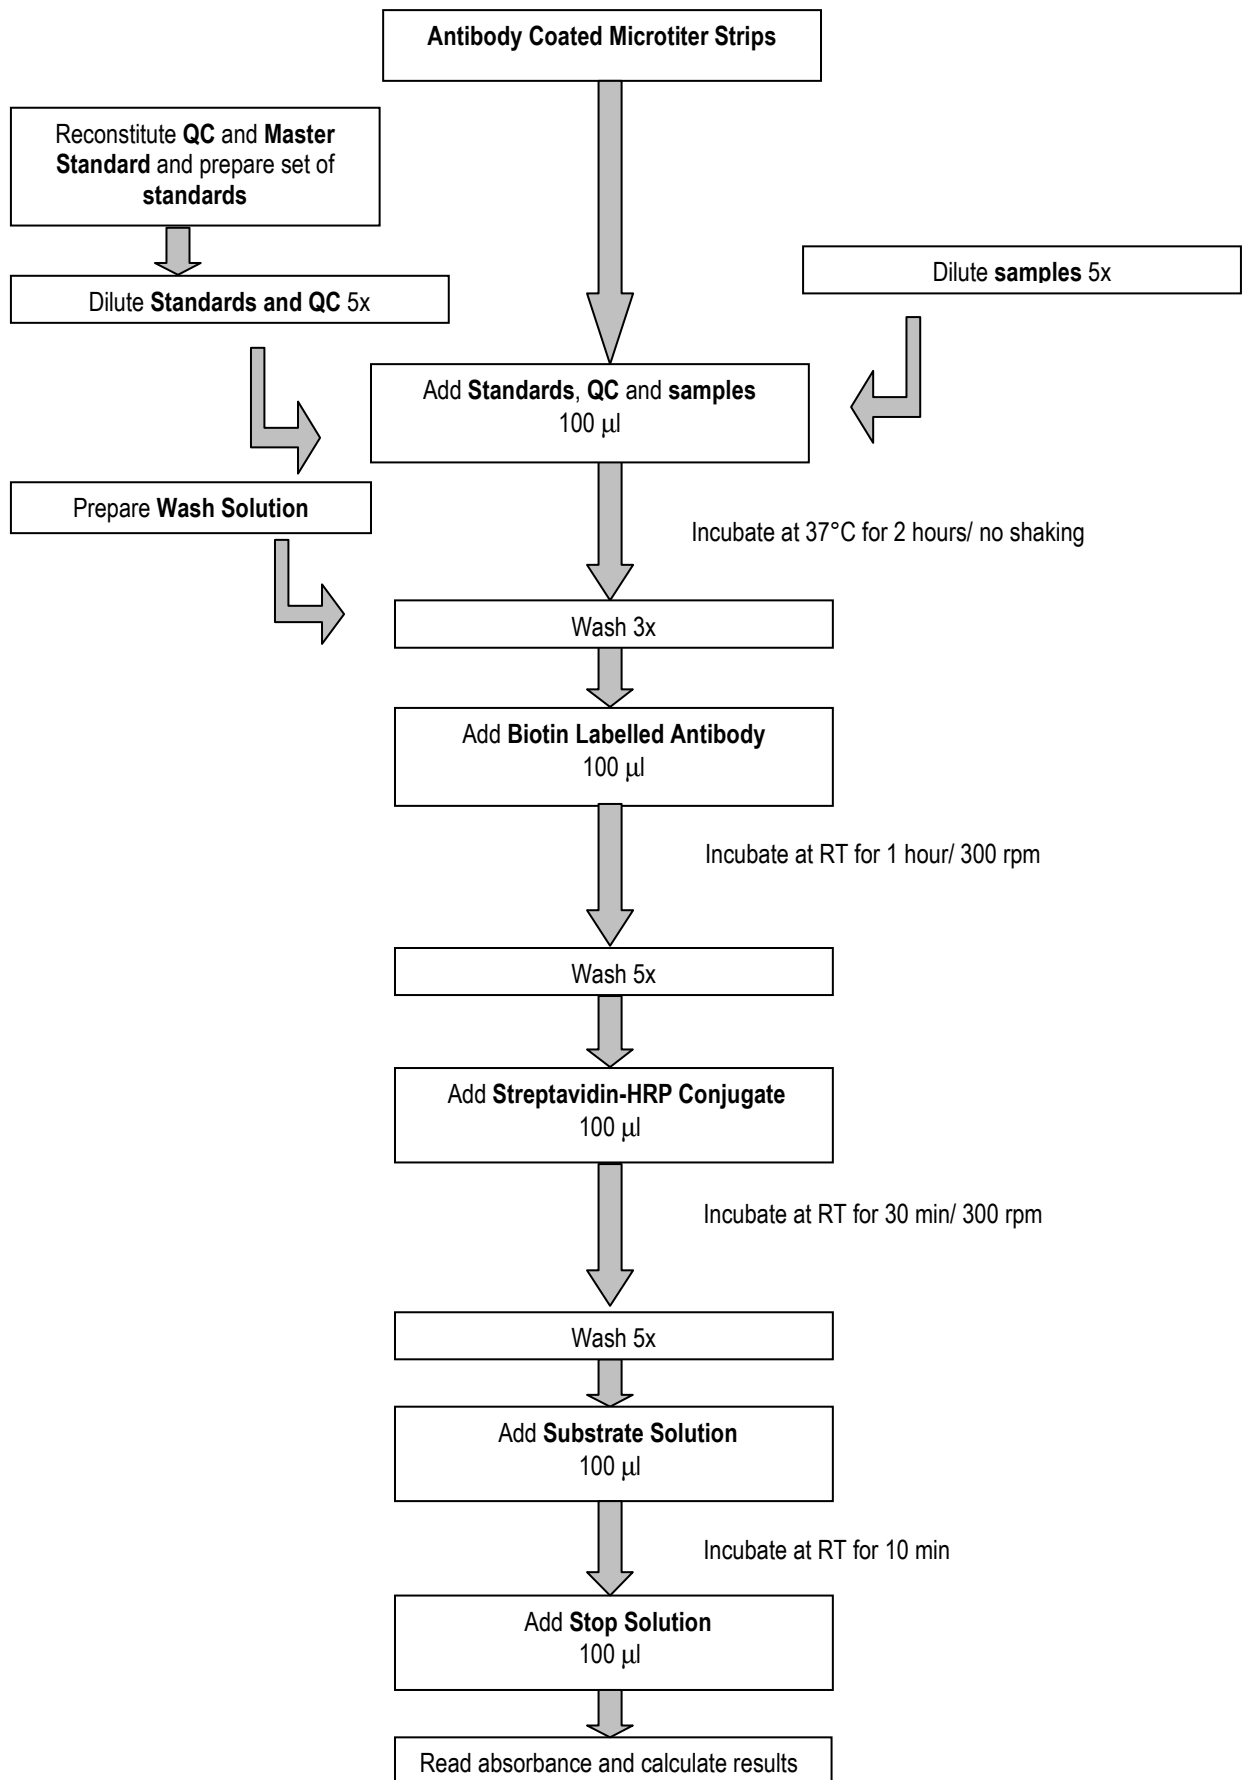 Antibody Coated Microtiter Strips
Reconstitute QC and Master
Standard and prepare set of
standards
Dilute Standards and QC 5x
Dilute samples 5x
Add Standards, QC and samples
100 µl
Prepare Wash Solution
Incubate at 37°C for 2 hours/ no shaking
Wash 3x
Add Biotin Labelled Antibody
100 µl
Incubate at RT for 1 hour/ 300 rpm
Wash 5x
Add Streptavidin-HRP Conjugate
100 µl
Incubate at RT for 30 min/ 300 rpm
Wash 5x
Add Substrate Solution
100 µl
Incubate at RT for 10 min
Add Stop Solution
100 µl
Read absorbance and calculate results